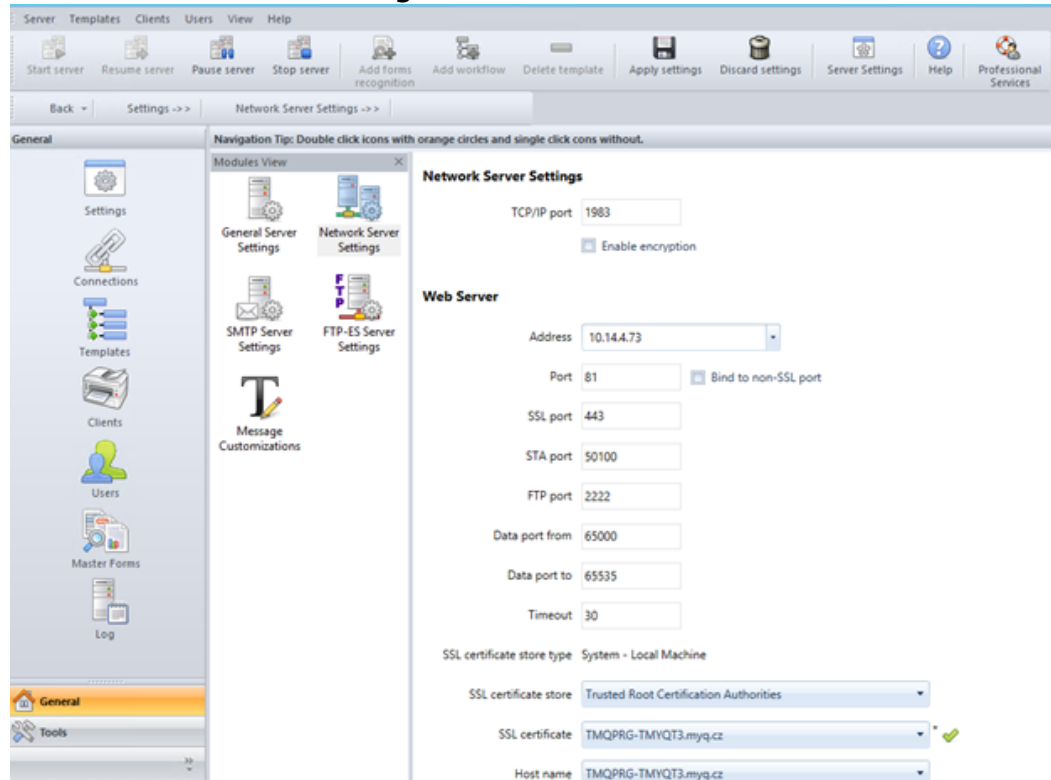 Server Templates Clients Users View Help
Start server Resume server Pause server Stop server Add forms recognition Add workflow Delete template Apply settings Discard settings Server Settings Help Professional Services
Back Settings ->> Network Server Settings ->>
General
Navigation Tip: Double click icons with orange circles and single click cons without.
Settings
Connections
Templates
Clients
Users
Master Forms
Log
General
Tools
Modules View
General Server Settings
Network Server Settings
SMTP Server Settings
FTP
FTP-ES Server Settings
Message Customizations
Network Server Settings
TCP/IP port 1983
Enable encryption
Web Server
Address 10.14.4.73
Port 81 Bind to non-SSL port
SSL port 443
STA port 50100
FTP port 2222
Data port from 65000
Data port to 65535
Timeout 30
SSL certificate store type System - Local Machine
SSL certificate store Trusted Root Certification Authorities
SSL certificate TMQPRG-TMYQT3.myq.cz *
Host name TMQPRG-TMYQT3.myq.cz